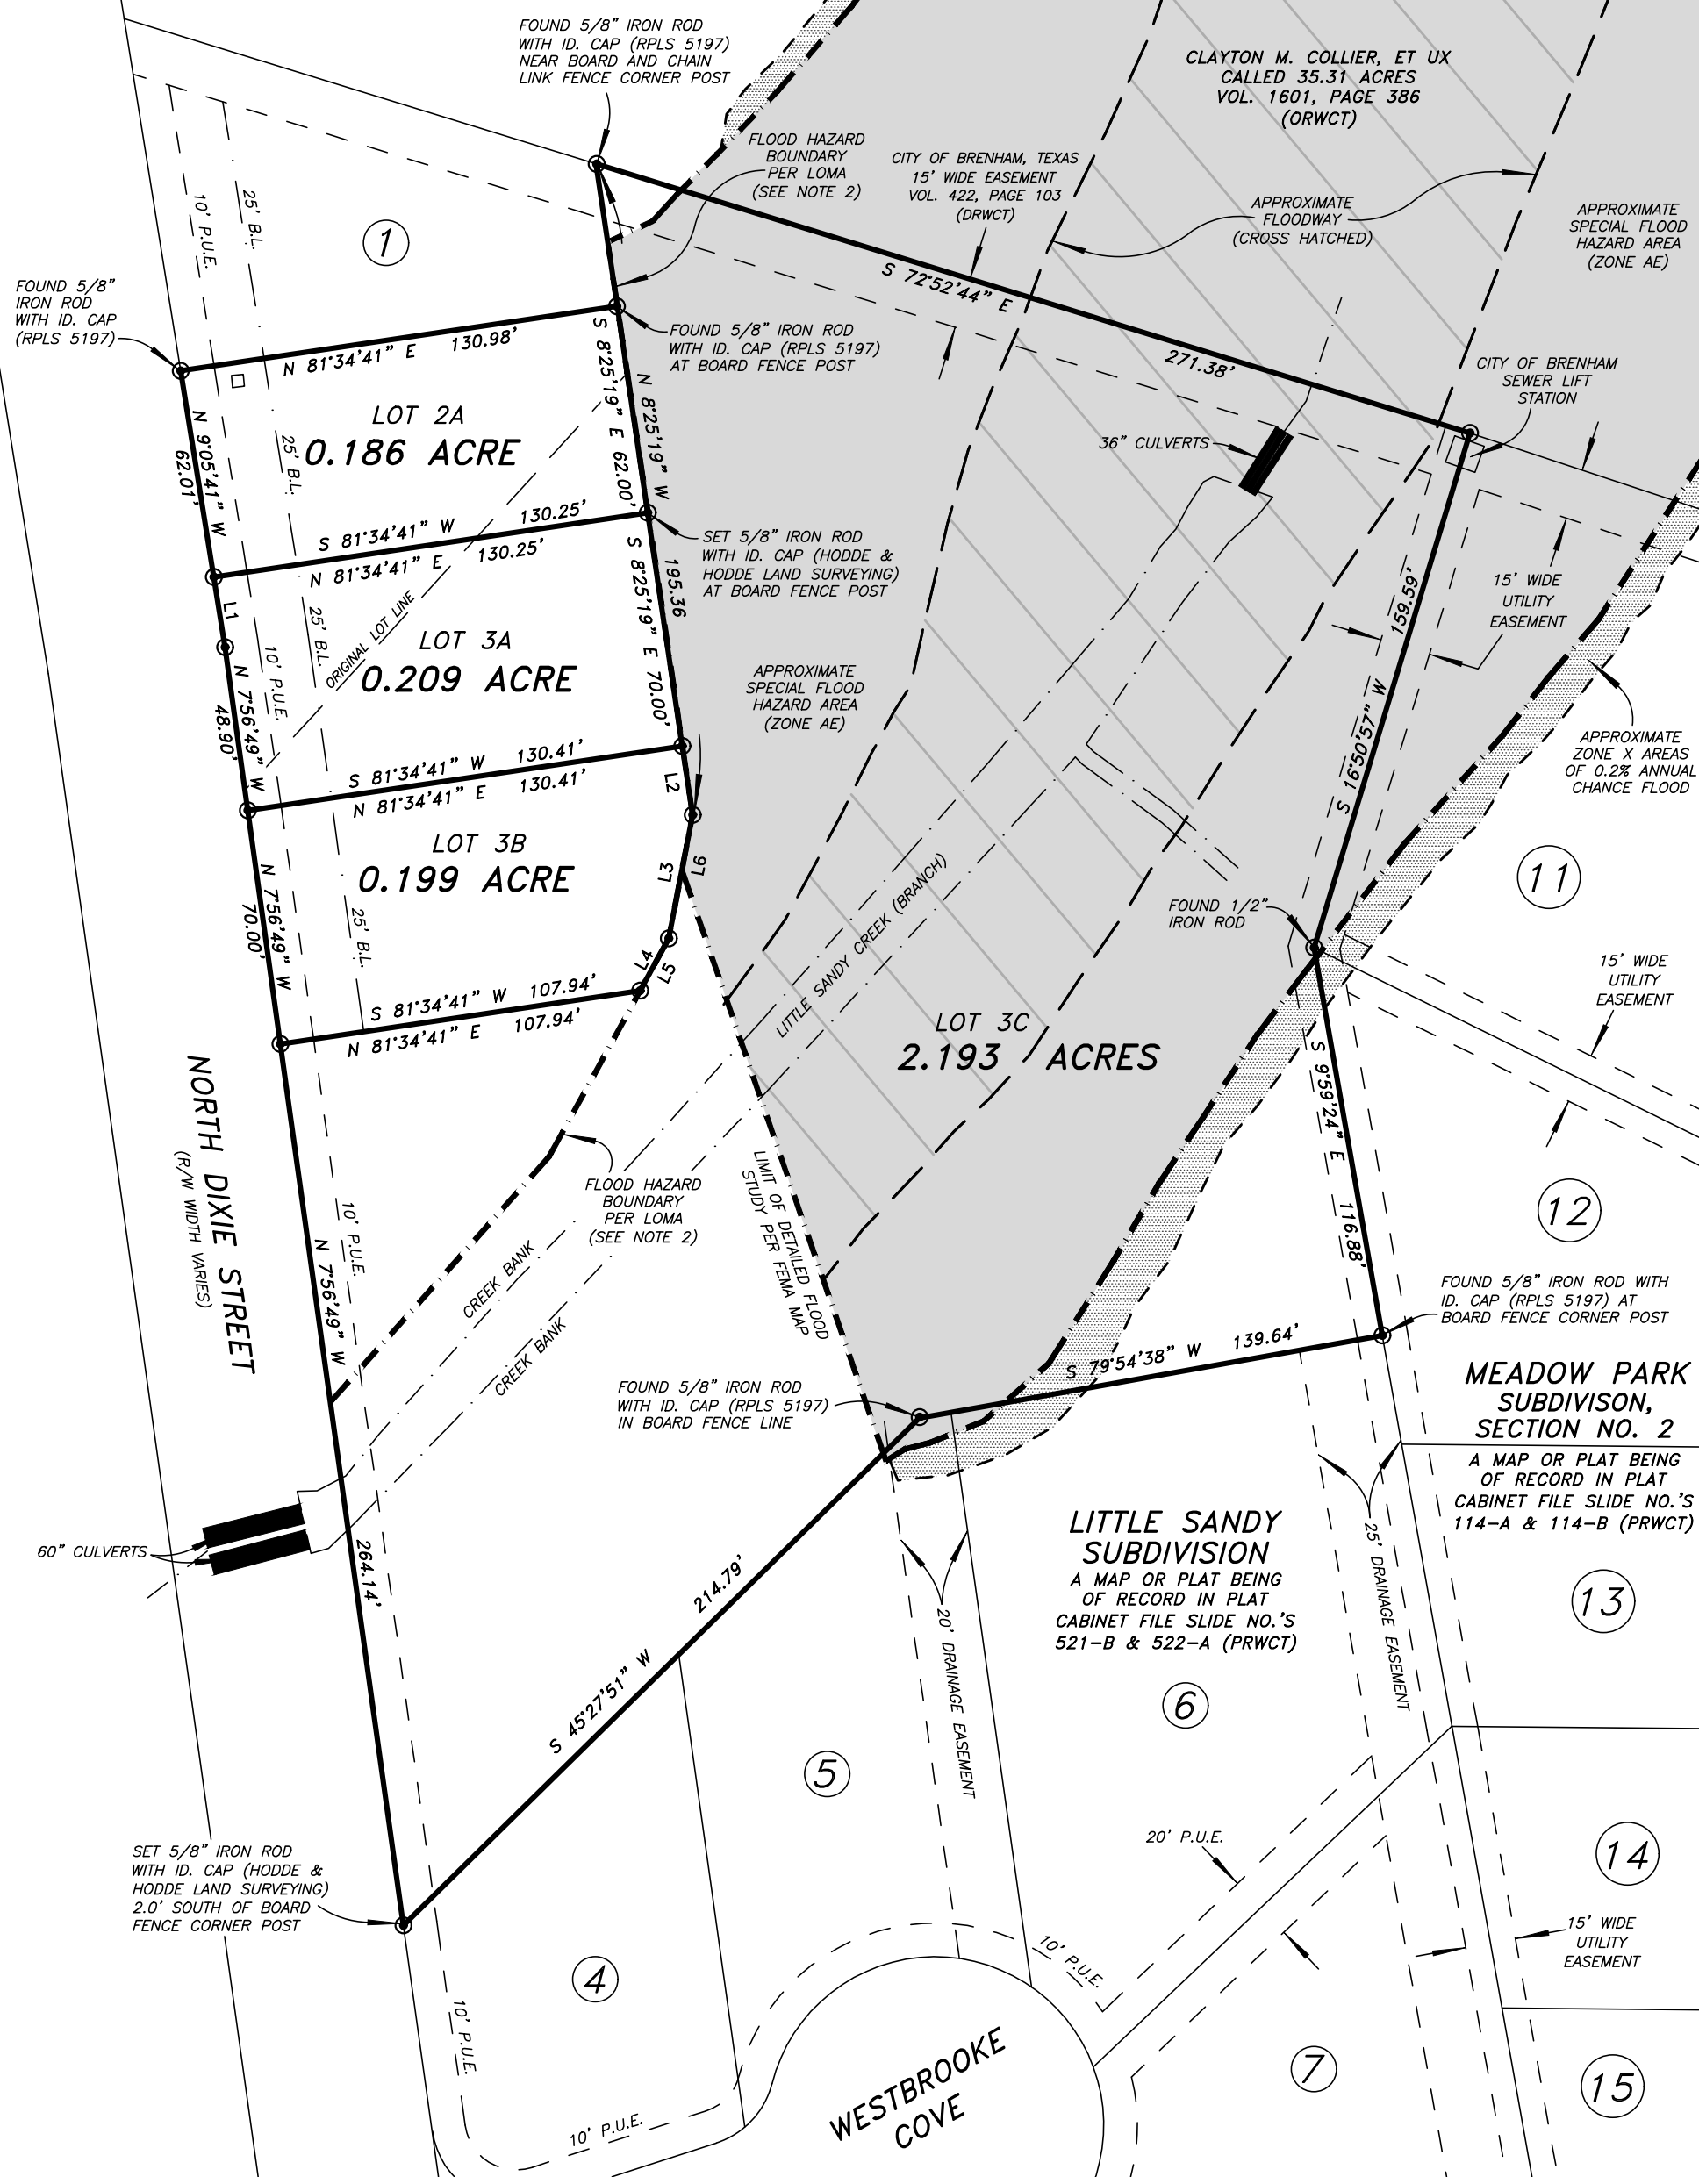 FOUND 5/8" IRON ROD
WITH ID. CAP (RPLS 5197)
NEAR BOARD AND CHAIN
LINK FENCE CORNER POST
CLAYTON M. COLLIER, ET UX
CALLED 35.31 ACRES
VOL. 1601, PAGE 386
(ORWCT)
FLOOD HAZARD
BOUNDARY
PER LOMA
(SEE NOTE 2)
CITY OF BRENHAM, TEXAS
15' WIDE EASEMENT
VOL. 422, PAGE 103
(DRWCT)
APPROXIMATE
FLOODWAY
(CROSS HATCHED)
APPROXIMATE
SPECIAL FLOOD
HAZARD AREA
(ZONE AE)
10' P.U.E.
25' B.L.
1
FOUND 5/8"
IRON ROD
WITH ID. CAP
(RPLS 5197)
S 72°52'44" E
271.38'
FOUND 5/8" IRON ROD
WITH ID. CAP (RPLS 5197)
AT BOARD FENCE POST
N 81°34'41" E 130.98'
CITY OF BRENHAM
SEWER LIFT
STATION
36" CULVERTS
LOT 2A
0.186 ACRE
N 9°05'41" W
62.01'
25' B.L.
S 8°25'19" E 62.00'
N 8°25'19" W
195.36
S 81°34'41" W 130.25'
N 81°34'41" E 130.25'
SET 5/8" IRON ROD
WITH ID. CAP (HODDE &
HODDE LAND SURVEYING)
AT BOARD FENCE POST
15' WIDE
UTILITY
EASEMENT
159.59'
S 16°50'57" W
L1
25' B.L.
ORIGINAL LOT LINE
LOT 3A
0.209 ACRE
S 8°25'19" E 70.00'
10' P.U.E.
N 7°56'49" W
48.90'
APPROXIMATE
SPECIAL FLOOD
HAZARD AREA
(ZONE AE)
APPROXIMATE
ZONE X AREAS
OF 0.2% ANNUAL
CHANCE FLOOD
S 81°34'41" W 130.41'
N 81°34'41" E 130.41'
L2
LOT 3B
0.199 ACRE
L3
L6
L4
L5
N 7°56'49" W
70.00'
25' B.L.
LITTLE SANDY CREEK (BRANCH)
FOUND 1/2"
IRON ROD
11
15' WIDE
UTILITY
EASEMENT
S 81°34'41" W 107.94'
N 81°34'41" E 107.94'
LOT 3C
2.193 ACRES
NORTH DIXIE STREET
(R/W WIDTH VARIES)
S 9°59'24" E 116.88'
12
FLOOD HAZARD
BOUNDARY
PER LOMA
(SEE NOTE 2)
LIMIT OF DETAILED FLOOD
STUDY PER FEMA MAP
10' P.U.E.
N 7°56'49" W
264.14'
CREEK BANK
CREEK BANK
FOUND 5/8" IRON ROD WITH
ID. CAP (RPLS 5197) AT
BOARD FENCE CORNER POST
S 79°54'38" W 139.64'
FOUND 5/8" IRON ROD
WITH ID. CAP (RPLS 5197)
IN BOARD FENCE LINE
MEADOW PARK
SUBDIVISON,
SECTION NO. 2
A MAP OR PLAT BEING
OF RECORD IN PLAT
CABINET FILE SLIDE NO.'S
114-A & 114-B (PRWCT)
60" CULVERTS
S 45°27'51" W 214.79'
LITTLE SANDY
SUBDIVISION
A MAP OR PLAT BEING
OF RECORD IN PLAT
CABINET FILE SLIDE NO.'S
521-B & 522-A (PRWCT)
25' DRAINAGE EASEMENT
20' DRAINAGE EASEMENT
13
6
5
20' P.U.E.
14
SET 5/8" IRON ROD
WITH ID. CAP (HODDE &
HODDE LAND SURVEYING)
2.0' SOUTH OF BOARD
FENCE CORNER POST
15' WIDE
UTILITY
EASEMENT
4
10' P.U.E.
10' P.U.E.
10' P.U.E.
WESTBROOKE
COVE
7
15